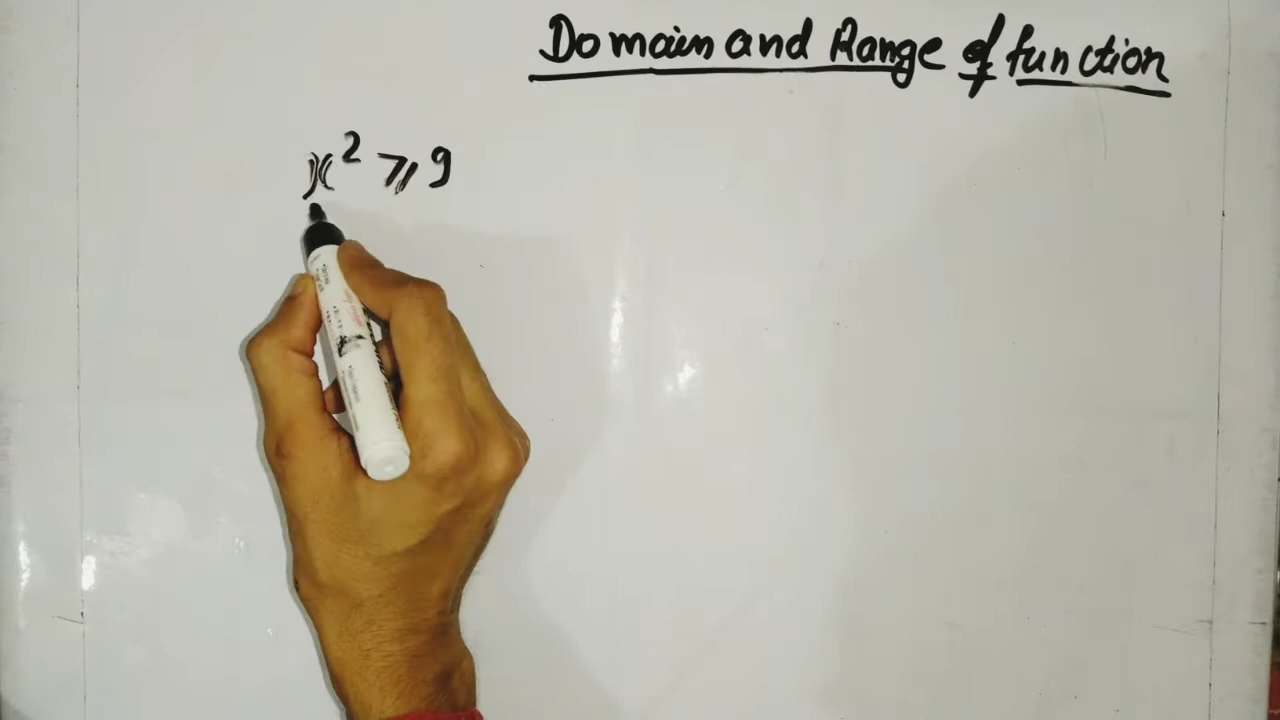 Domain and Range of function
x² ⩾ 9